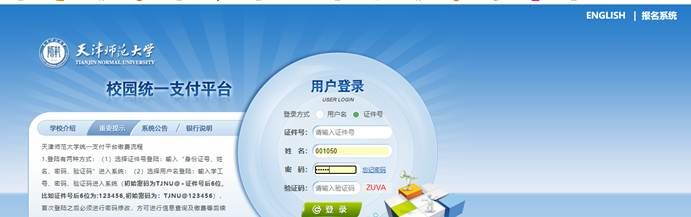 ENGLISH | 报名系统
天津师范大学
TIANJIN NORMAL UNIVERSITY
校园统一支付平台
学校介绍 重要提示 系统公告 银行说明
天津师范大学统一支付平台缴费流程
1.登陆有两种方式：（1）选择证件号登陆：输入“身份证号、姓
名、密码、验证码”进入系统；（2）选择用户名登陆：输入学工
号、密码、验证码进入系统（初始密码为TJNU@+证件号后6位，
比如证件号后6位为:123456,初始密码为：TJNU@123456）。
首次登陆之后必须进行密码修改，方可进行信息查询及缴费等后续
用户登录
USER LOGIN
登录方式 用户名 证件号
证件号: 请输入证件号
姓 名: 001050
密 码: ••••• 忘记密码
验证码: 请输入验证码 ZUVA
登 录